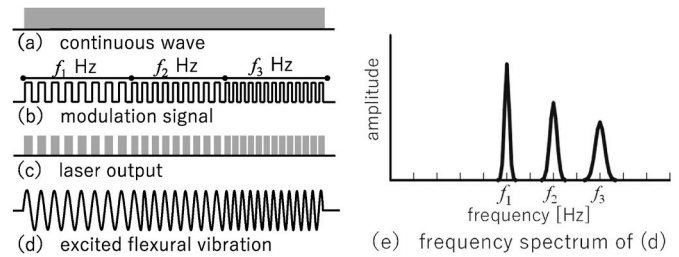 (a) continuous wave
f1 Hz f2 Hz f3 Hz
(b) modulation signal
(c) laser output
(d) excited flexural vibration
amplitude
f1 f2 f3
frequency [Hz]
(e) frequency spectrum of (d)